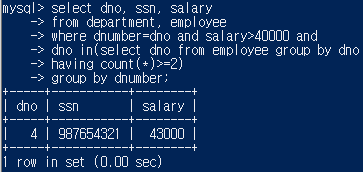 mysql> select dno, ssn, salary
-> from department, employee
-> where dnumber=dno and salary>40000 and
-> dno in(select dno from employee group by dno
-> having count(*)>=2)
-> group by dnumber;
+-----+-----------+--------+
| dno | ssn | salary |
+-----+-----------+--------+
| 4 | 987654321 | 43000 |
+-----+-----------+--------+
1 row in set (0.00 sec)